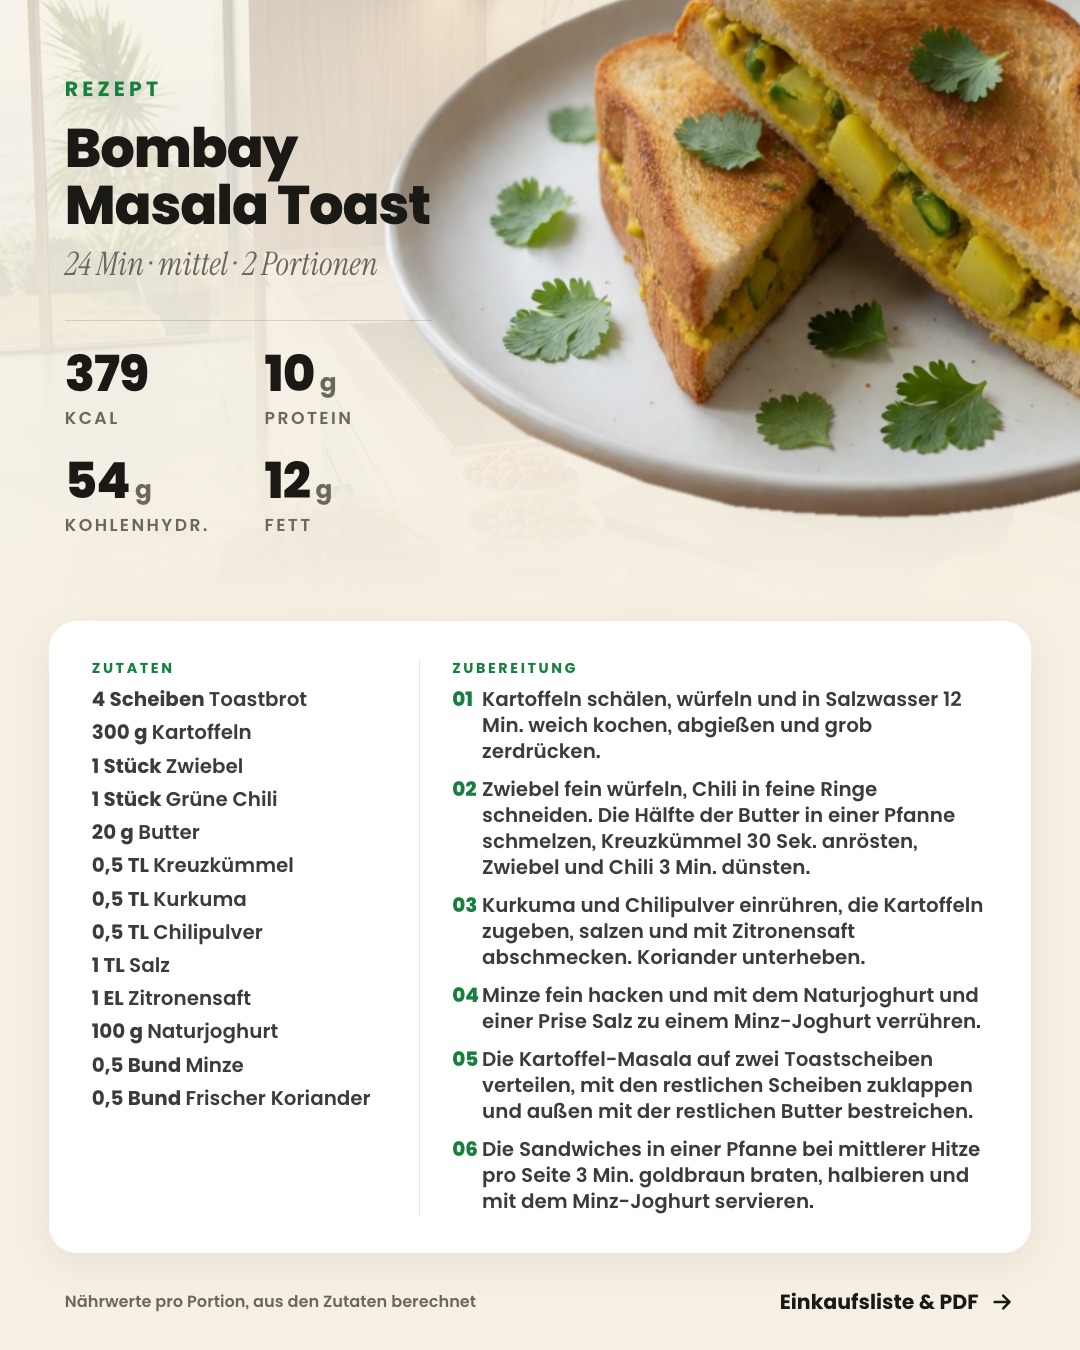 REZEPT
Bombay
Masala Toast
24 Min · mittel · 2 Portionen
379
KCAL
10 g
PROTEIN
54 g
KOHLENHYDR.
12 g
FETT
ZUTATEN
4 Scheiben Toastbrot
300 g Kartoffeln
1 Stück Zwiebel
1 Stück Grüne Chili
20 g Butter
0,5 TL Kreuzkümmel
0,5 TL Kurkuma
0,5 TL Chilipulver
1 TL Salz
1 EL Zitronensaft
100 g Naturjoghurt
0,5 Bund Minze
0,5 Bund Frischer Koriander
ZUBEREITUNG
01 Kartoffeln schälen, würfeln und in Salzwasser 12
Min. weich kochen, abgießen und grob
zerdrücken.
02 Zwiebel fein würfeln, Chili in feine Ringe
schneiden. Die Hälfte der Butter in einer Pfanne
schmelzen, Kreuzkümmel 30 Sek. anrösten,
Zwiebel und Chili 3 Min. dünsten.
03 Kurkuma und Chilipulver einrühren, die Kartoffeln
zugeben, salzen und mit Zitronensaft
abschmecken. Koriander unterheben.
04 Minze fein hacken und mit dem Naturjoghurt und
einer Prise Salz zu einem Minz-Joghurt verrühren.
05 Die Kartoffel-Masala auf zwei Toastscheiben
verteilen, mit den restlichen Scheiben zuklappen
und außen mit der restlichen Butter bestreichen.
06 Die Sandwiches in einer Pfanne bei mittlerer Hitze
pro Seite 3 Min. goldbraun braten, halbieren und
mit dem Minz-Joghurt servieren.
Nährwerte pro Portion, aus den Zutaten berechnet
Einkaufsliste & PDF →